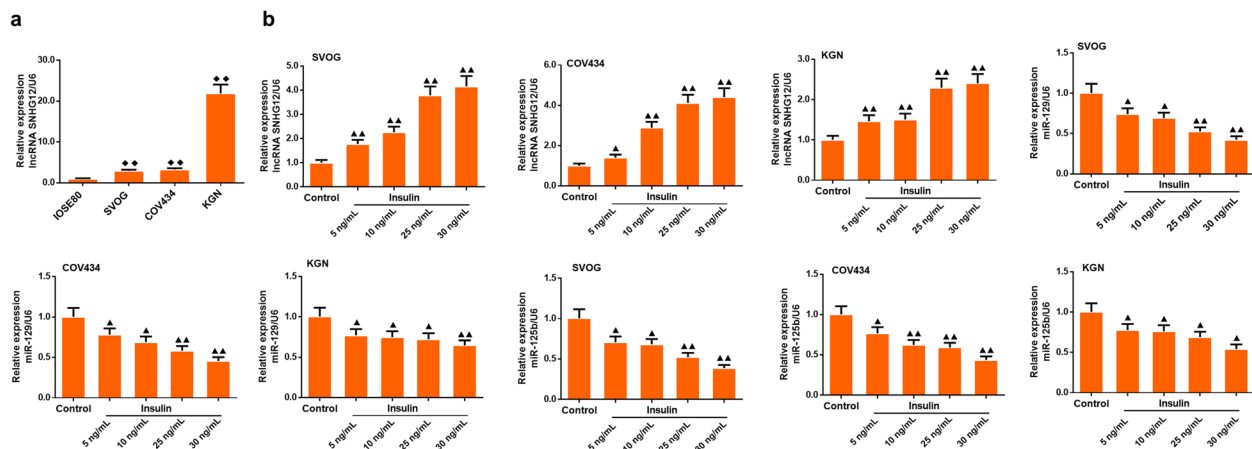 a
Relative expression
lncRNA SNHG12/U6
30.0
20.0
10.0
0.0
◆◆
◆◆
◆◆
IOSE80
SVOG
COV434
KGN
b
SVOG
Relative expression
lncRNA SNHG12/U6
5.0
4.0
3.0
2.0
1.0
0.0
▲▲
▲▲
▲▲
▲▲
Control
Insulin
5 ng/mL
10 ng/mL
25 ng/mL
30 ng/mL
COV434
Relative expression
lncRNA SNHG12/U6
6.0
4.0
2.0
0.0
▲
▲▲
▲▲
▲▲
Control
Insulin
5 ng/mL
10 ng/mL
25 ng/mL
30 ng/mL
KGN
Relative expression
lncRNA SNHG12/U6
3.0
2.0
1.0
0.0
▲▲
▲▲
▲▲
▲▲
Control
Insulin
5 ng/mL
10 ng/mL
25 ng/mL
30 ng/mL
SVOG
Relative expression
miR-129/U6
1.5
1.0
0.5
0.0
▲
▲
▲▲
▲▲
Control
Insulin
5 ng/mL
10 ng/mL
25 ng/mL
30 ng/mL
COV434
Relative expression
miR-129/U6
1.5
1.0
0.5
0.0
▲
▲
▲▲
▲▲
Control
Insulin
5 ng/mL
10 ng/mL
25 ng/mL
30 ng/mL
KGN
Relative expression
miR-129/U6
1.5
1.0
0.5
0.0
▲
▲
▲
▲▲
Control
Insulin
5 ng/mL
10 ng/mL
25 ng/mL
30 ng/mL
SVOG
Relative expression
miR-125b/U6
1.5
1.0
0.5
0.0
▲
▲
▲▲
▲▲
Control
Insulin
5 ng/mL
10 ng/mL
25 ng/mL
30 ng/mL
COV434
Relative expression
miR-125b/U6
1.5
1.0
0.5
0.0
▲
▲▲
▲▲
▲▲
Control
Insulin
5 ng/mL
10 ng/mL
25 ng/mL
30 ng/mL
KGN
Relative expression
miR-125b/U6
1.5
1.0
0.5
0.0
▲
▲
▲
▲
Control
Insulin
5 ng/mL
10 ng/mL
25 ng/mL
30 ng/mL